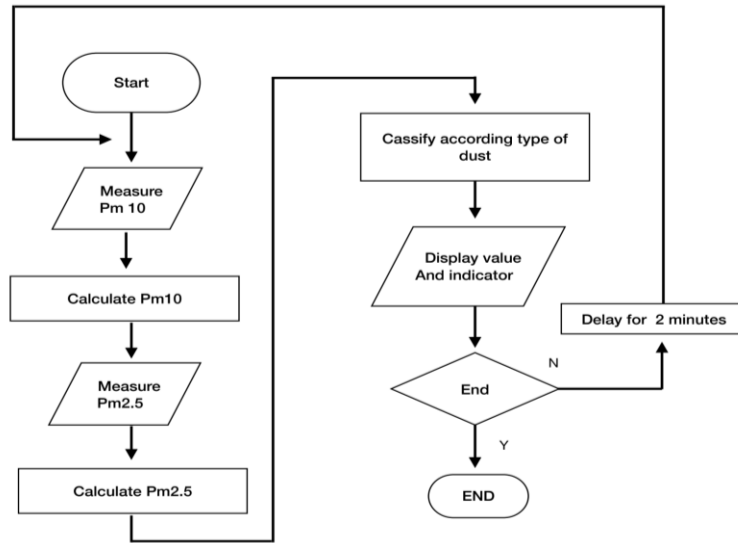 Start
Measure
Pm 10
Calculate Pm10
Measure
Pm2.5
Calculate Pm2.5
Cassify according type of
dust
Display value
And indicator
End
N
Delay for 2 minutes
Y
END